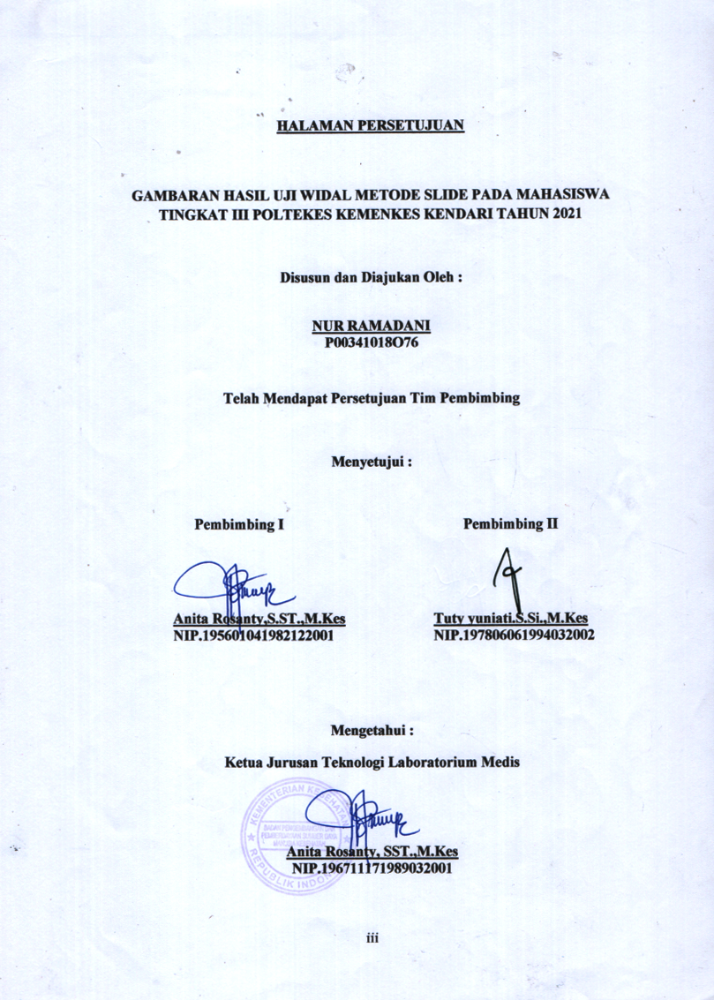 HALAMAN PERSETUJUAN
GAMBARAN HASIL UJI WIDAL METODE SLIDE PADA MAHASISWA
TINGKAT III POLTEKES KEMENKES KENDARI TAHUN 2021
Disusun dan Diajukan Oleh :
NUR RAMADANI
P00341018O76
Telah Mendapat Persetujuan Tim Pembimbing
Menyetujui :
Pembimbing I
Pembimbing II
Anita Rosanty,S.ST.,M.Kes
NIP.195601041982122001
Tuty yuniati.S.Si.,M.Kes
NIP.197806061994032002
Mengetahui :
Ketua Jurusan Teknologi Laboratorium Medis
KEMENTERIAN KESEHATAN
REPUBLIK INDON
Anita Rosanty, SST.,M.Kes
NIP.196711171989032001
iii